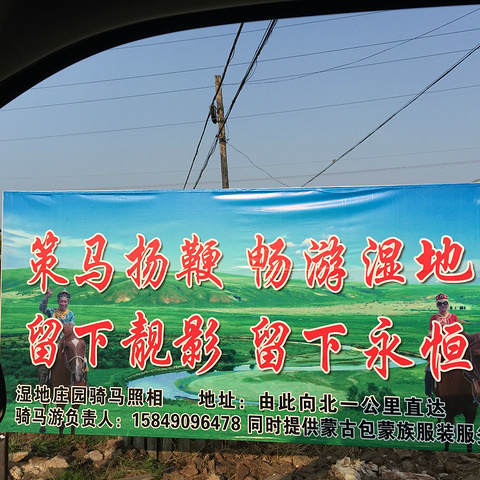 策马扬鞭 畅游湿地
留下靓影 留下永恒
湿地庄园骑马照相 地址：由此向北一公里直达
骑马游负责人：15849096478 同时提供蒙古包蒙族服装服务